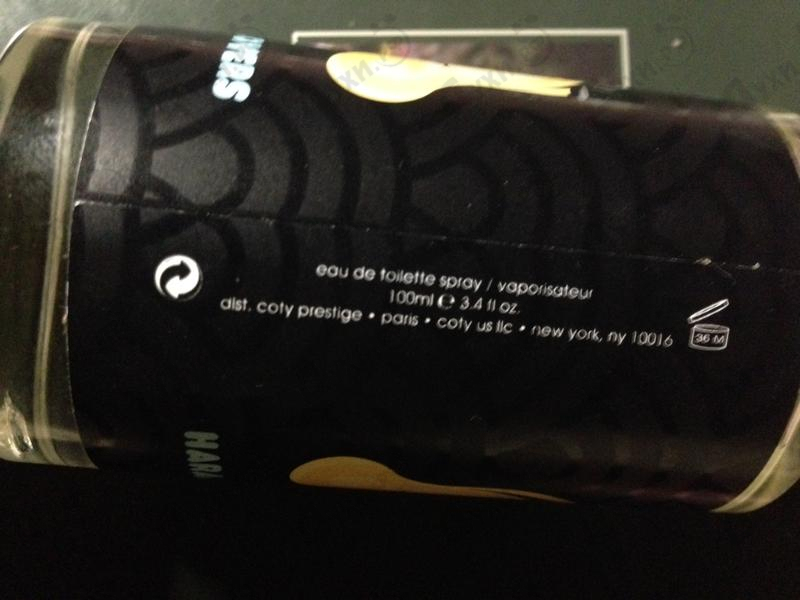 eau de toilette spray / vaporisateur
100ml ℮ 3.4 fl oz.
dist. coty prestige • paris • coty us llc • new york, ny 10016
36 M
HARA